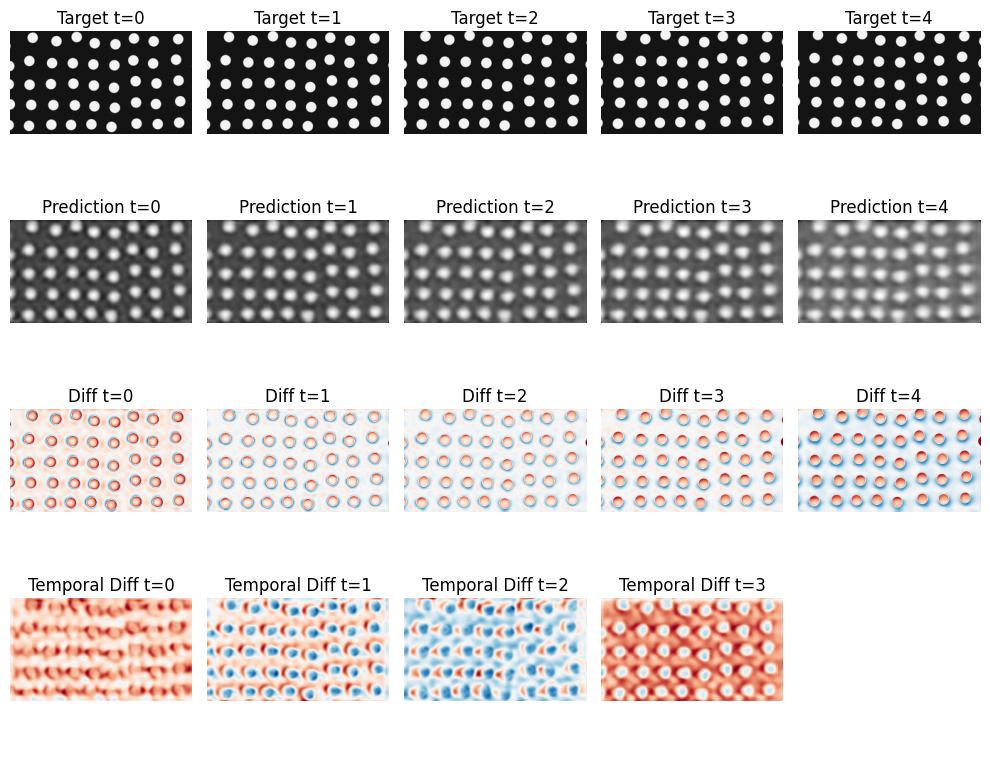 Target t=0 Target t=1 Target t=2 Target t=3 Target t=4
Prediction t=0 Prediction t=1 Prediction t=2 Prediction t=3 Prediction t=4
Diff t=0 Diff t=1 Diff t=2 Diff t=3 Diff t=4
Temporal Diff t=0 Temporal Diff t=1 Temporal Diff t=2 Temporal Diff t=3